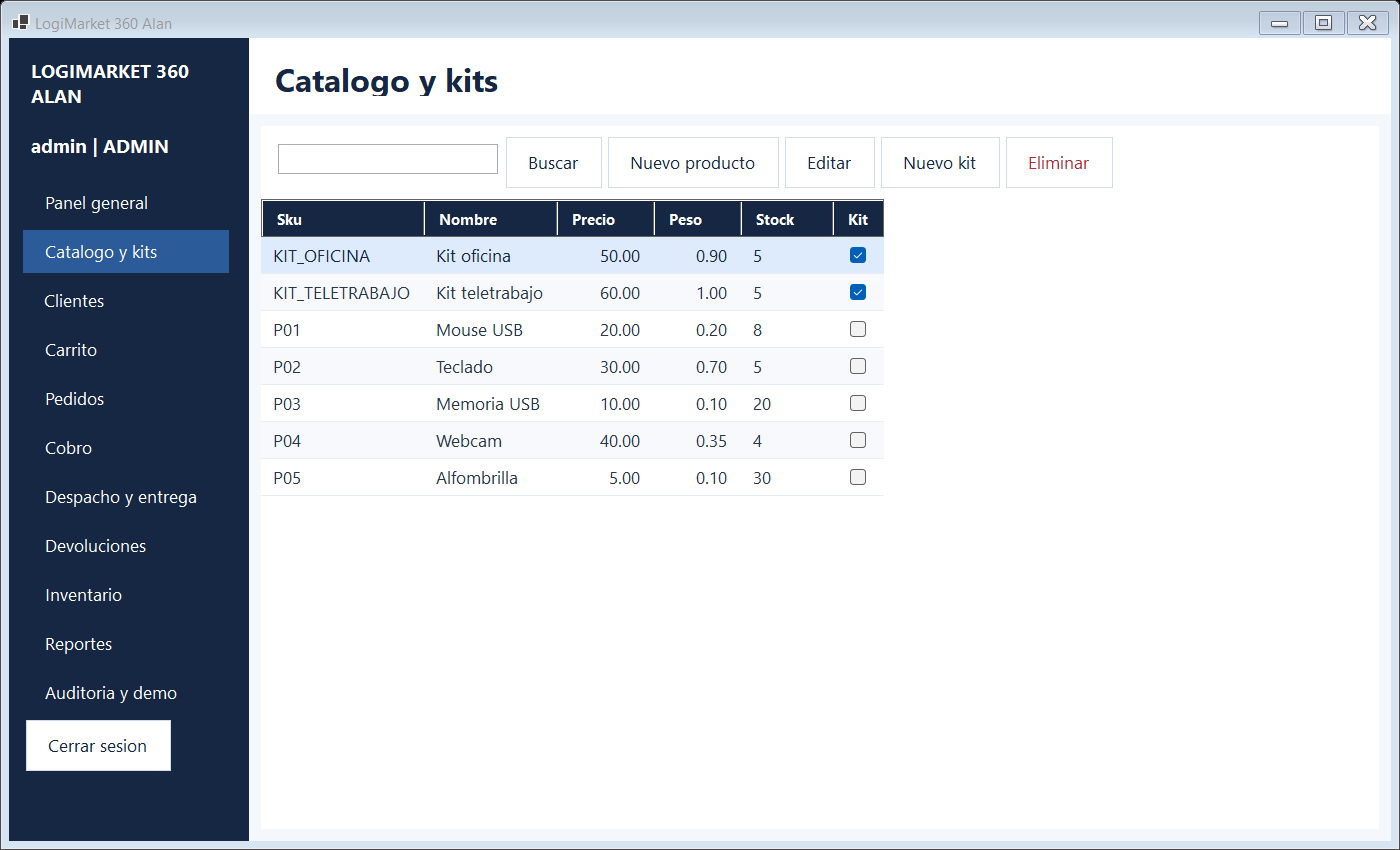 LogiMarket 360 Alan
LOGIMARKET 360
ALAN
admin | ADMIN
Panel general
Catalogo y kits
Clientes
Carrito
Pedidos
Cobro
Despacho y entrega
Devoluciones
Inventario
Reportes
Auditoria y demo
Cerrar sesion
Catalogo y kits
Buscar Nuevo producto Editar Nuevo kit Eliminar
Sku Nombre Precio Peso Stock Kit
KIT_OFICINA Kit oficina 50.00 0.90 5
KIT_TELETRABAJO Kit teletrabajo 60.00 1.00 5
P01 Mouse USB 20.00 0.20 8
P02 Teclado 30.00 0.70 5
P03 Memoria USB 10.00 0.10 20
P04 Webcam 40.00 0.35 4
P05 Alfombrilla 5.00 0.10 30